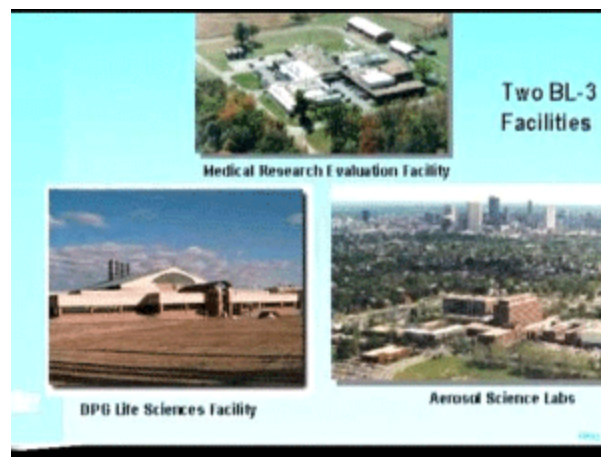 Two BL-3
Facilities
Medical Research Evaluation Facility
DPG Life Sciences Facility
Aerosol Science Labs